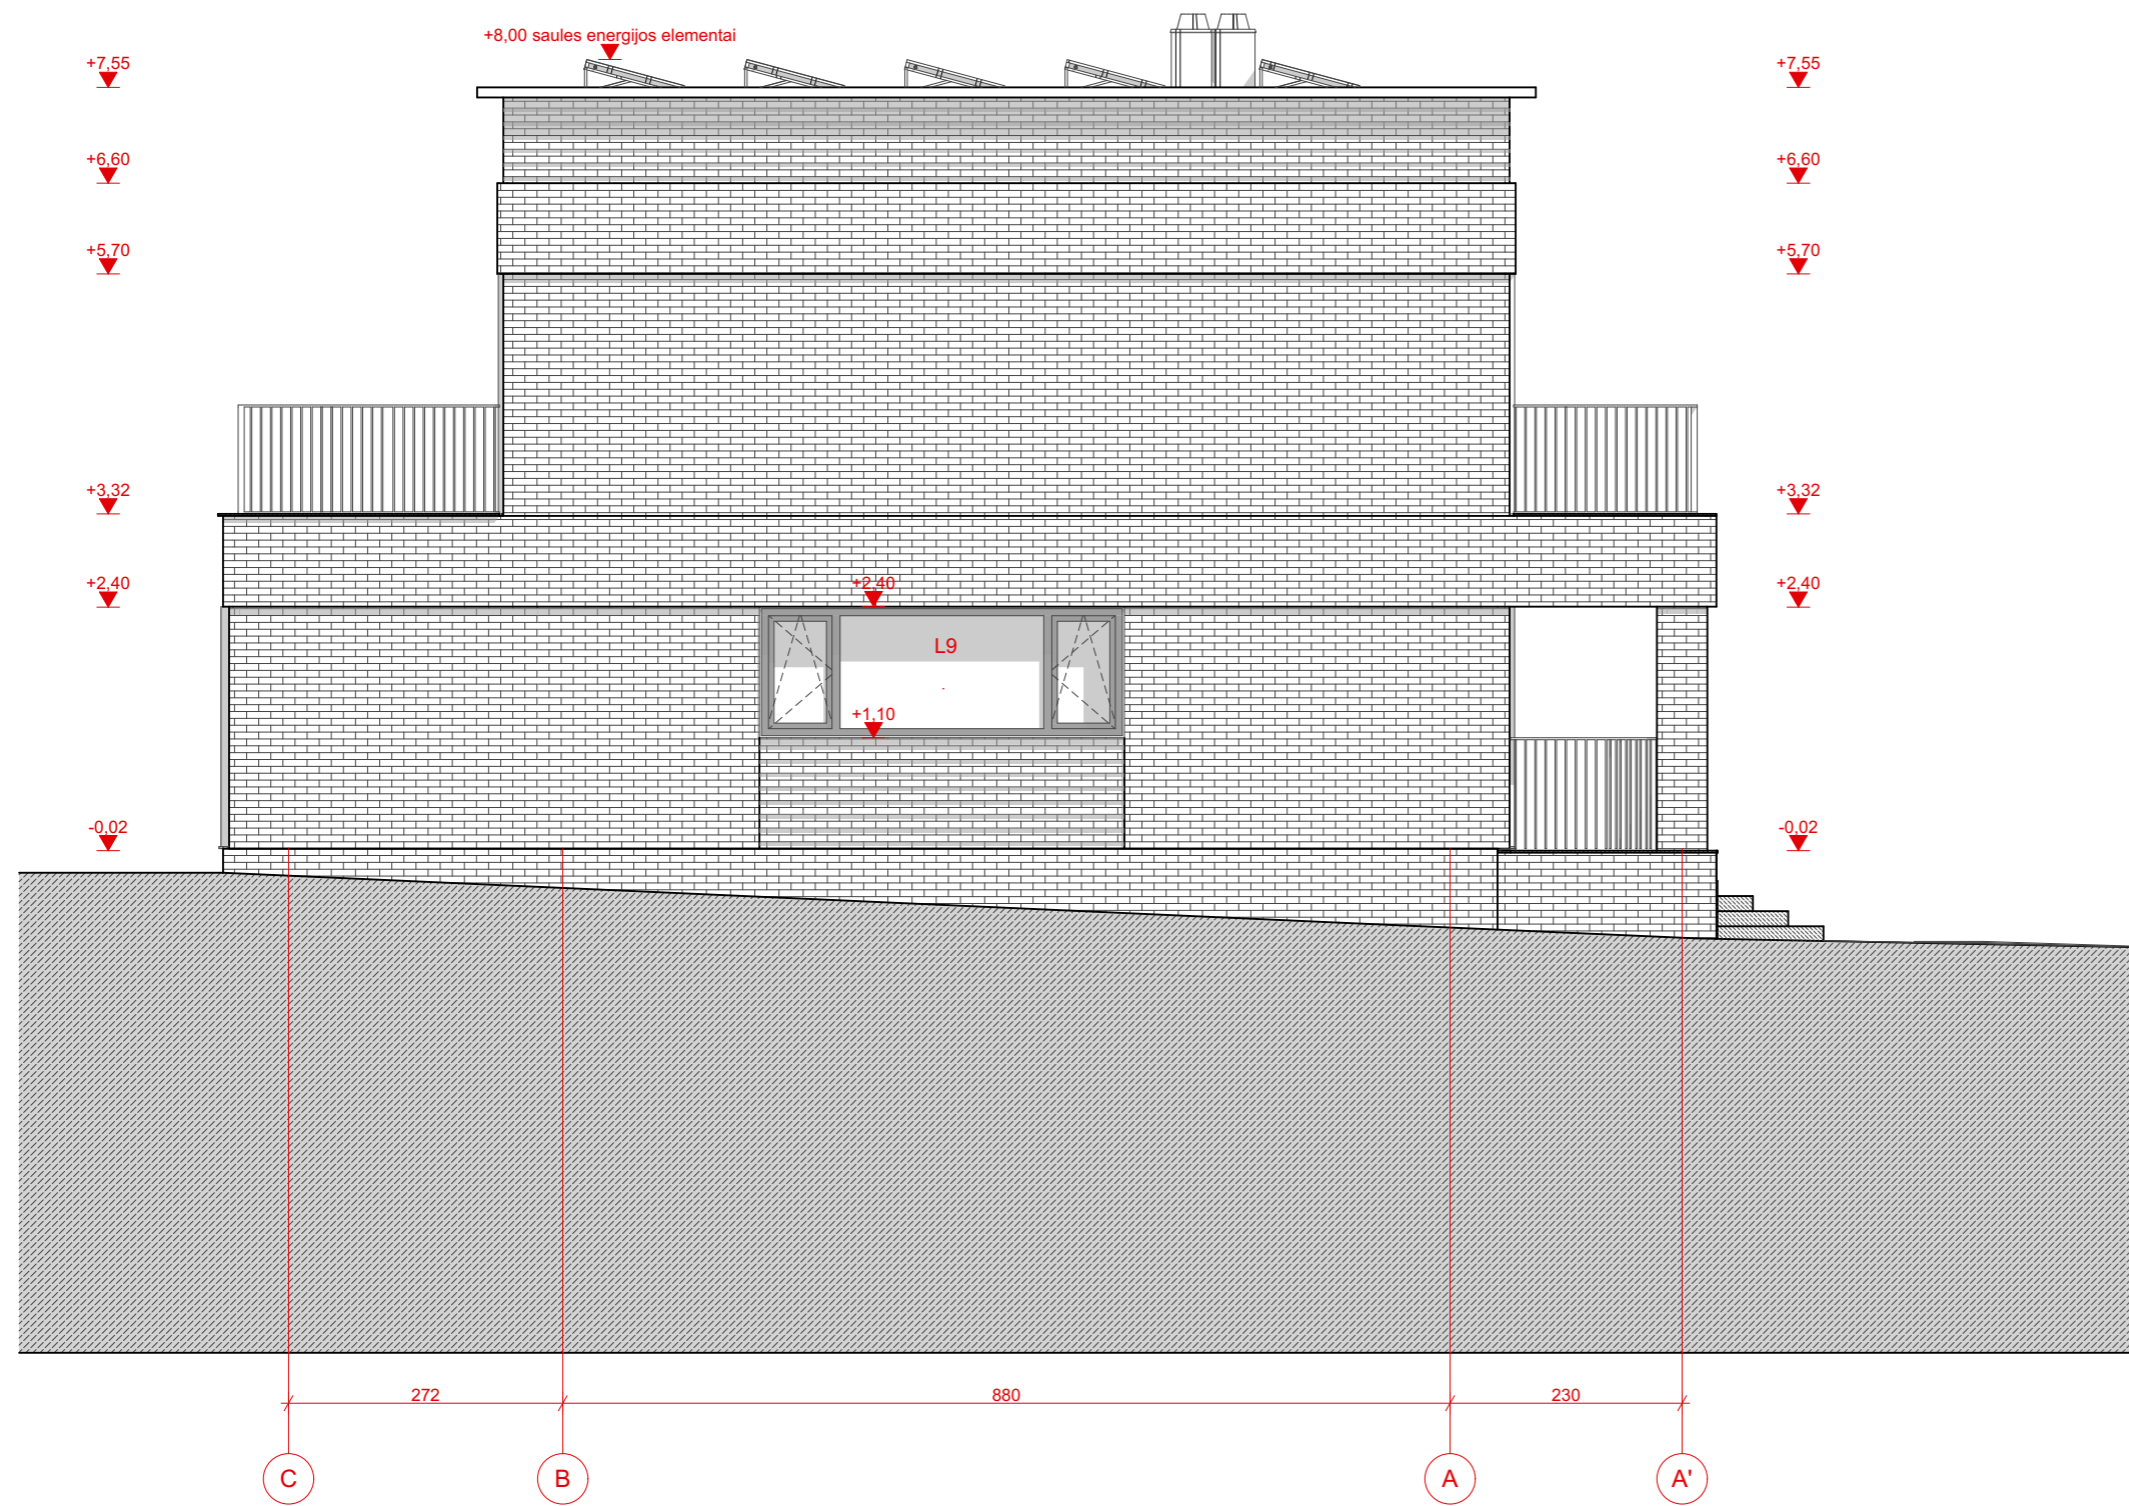 +8,00 saules energijos elementai
+7,55
+7,55
+6,60
+6,60
+5,70
+5,70
+3,32
+3,32
+2,40
+2,40
+2,40
L9
+1,10
-0,02
-0,02
272
880
230
C
B
A
A'